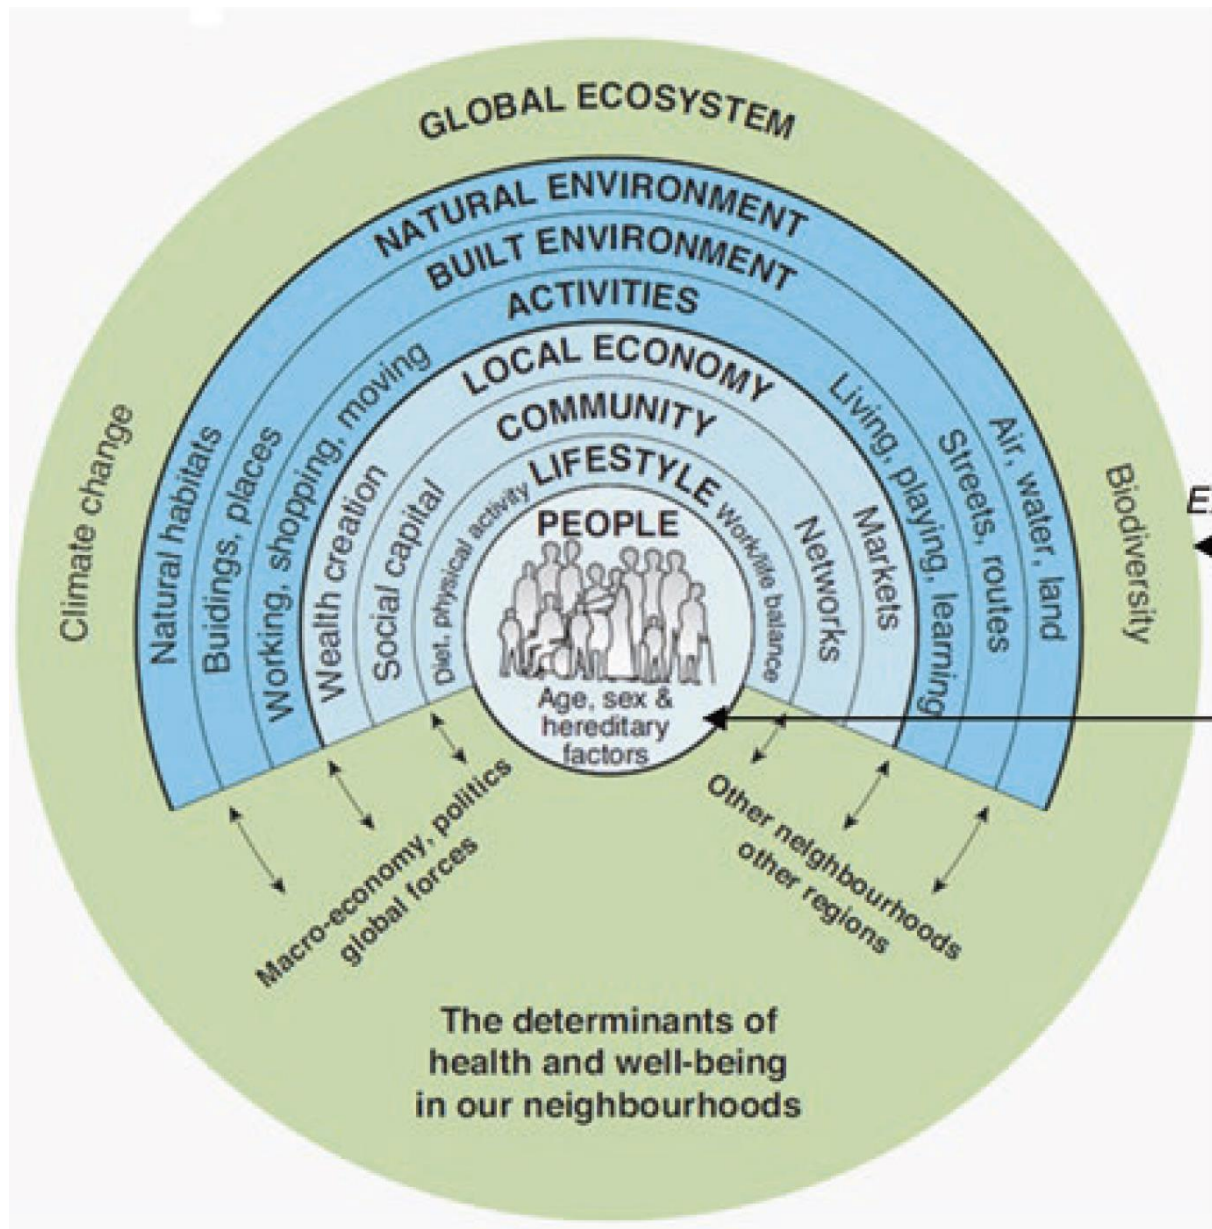 GLOBAL ECOSYSTEM
NATURAL ENVIRONMENT
BUILT ENVIRONMENT
ACTIVITIES
LOCAL ECONOMY
COMMUNITY
LIFESTYLE
PEOPLE
Age, sex &
hereditary
factors
Climate change
Natural habitats
Buidings, places
Working, shopping, moving
Wealth creation
Social capital
Diet. physical activity
Work/life balance
Networks
Markets
Living, playing, learning
Streets, routes
Air, water, land
Biodiversity
Macro-economy, politics
global forces
Other neighbourhoods
other regions
The determinants of
health and well-being
in our neighbourhoods